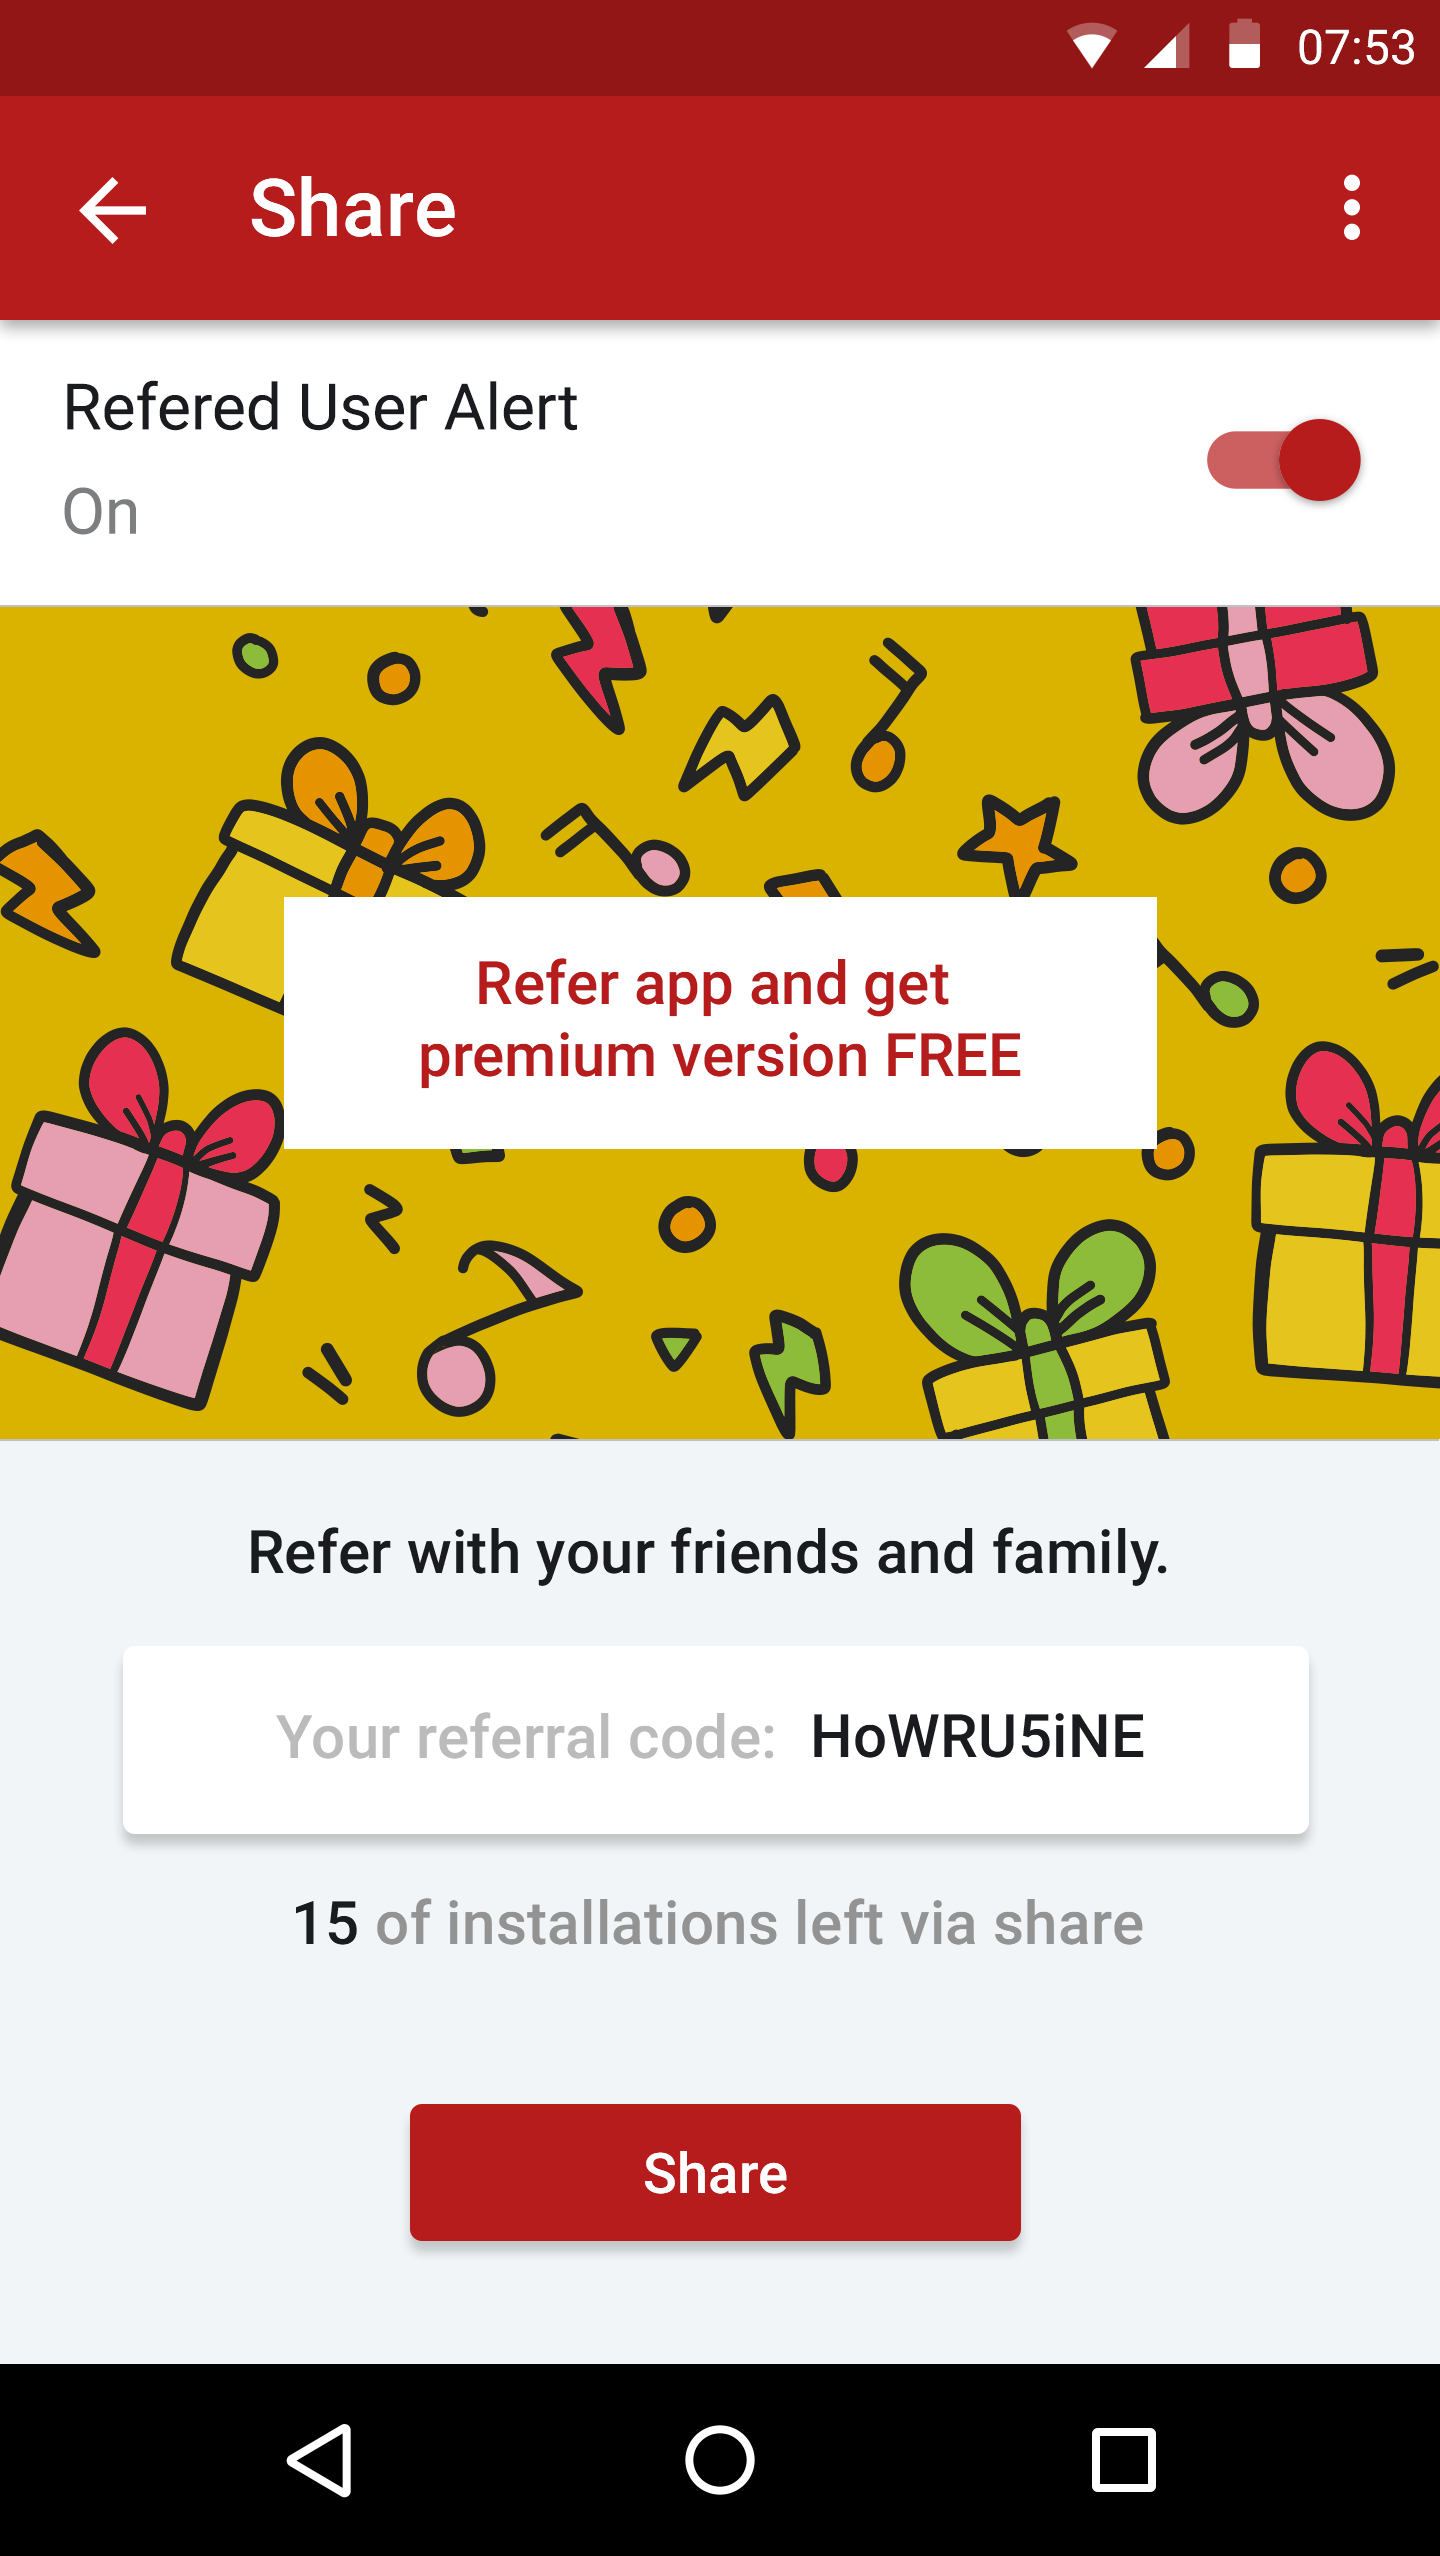 07:53
Share
Refered User Alert
On
Refer app and get
premium version FREE
Refer with your friends and family.
Your referral code: HoWRU5iNE
15 of installations left via share
Share